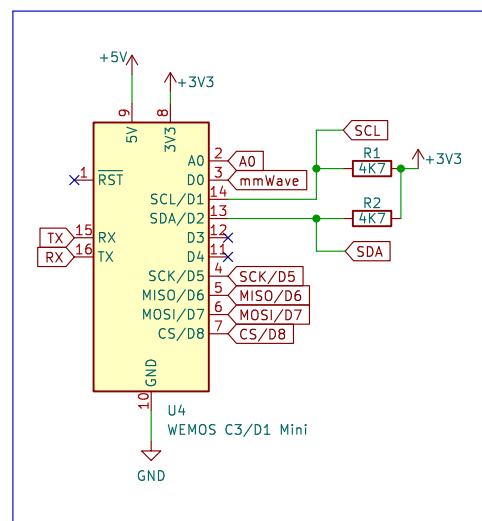 +5V
+3V3
9
8
5V
3V3
SCL
R1
4K7
+3V3
R2
4K7
SDA
1
RST
A0
2
A0
D0
3
mmWave
SCL/D1
14
SDA/D2
13
TX
15
RX
D3
12
RX
16
TX
D4
11
SCK/D5
4
SCK/D5
MISO/D6
5
MISO/D6
MOSI/D7
6
MOSI/D7
CS/D8
7
CS/D8
GND
10
U4
WEMOS C3/D1 Mini
GND